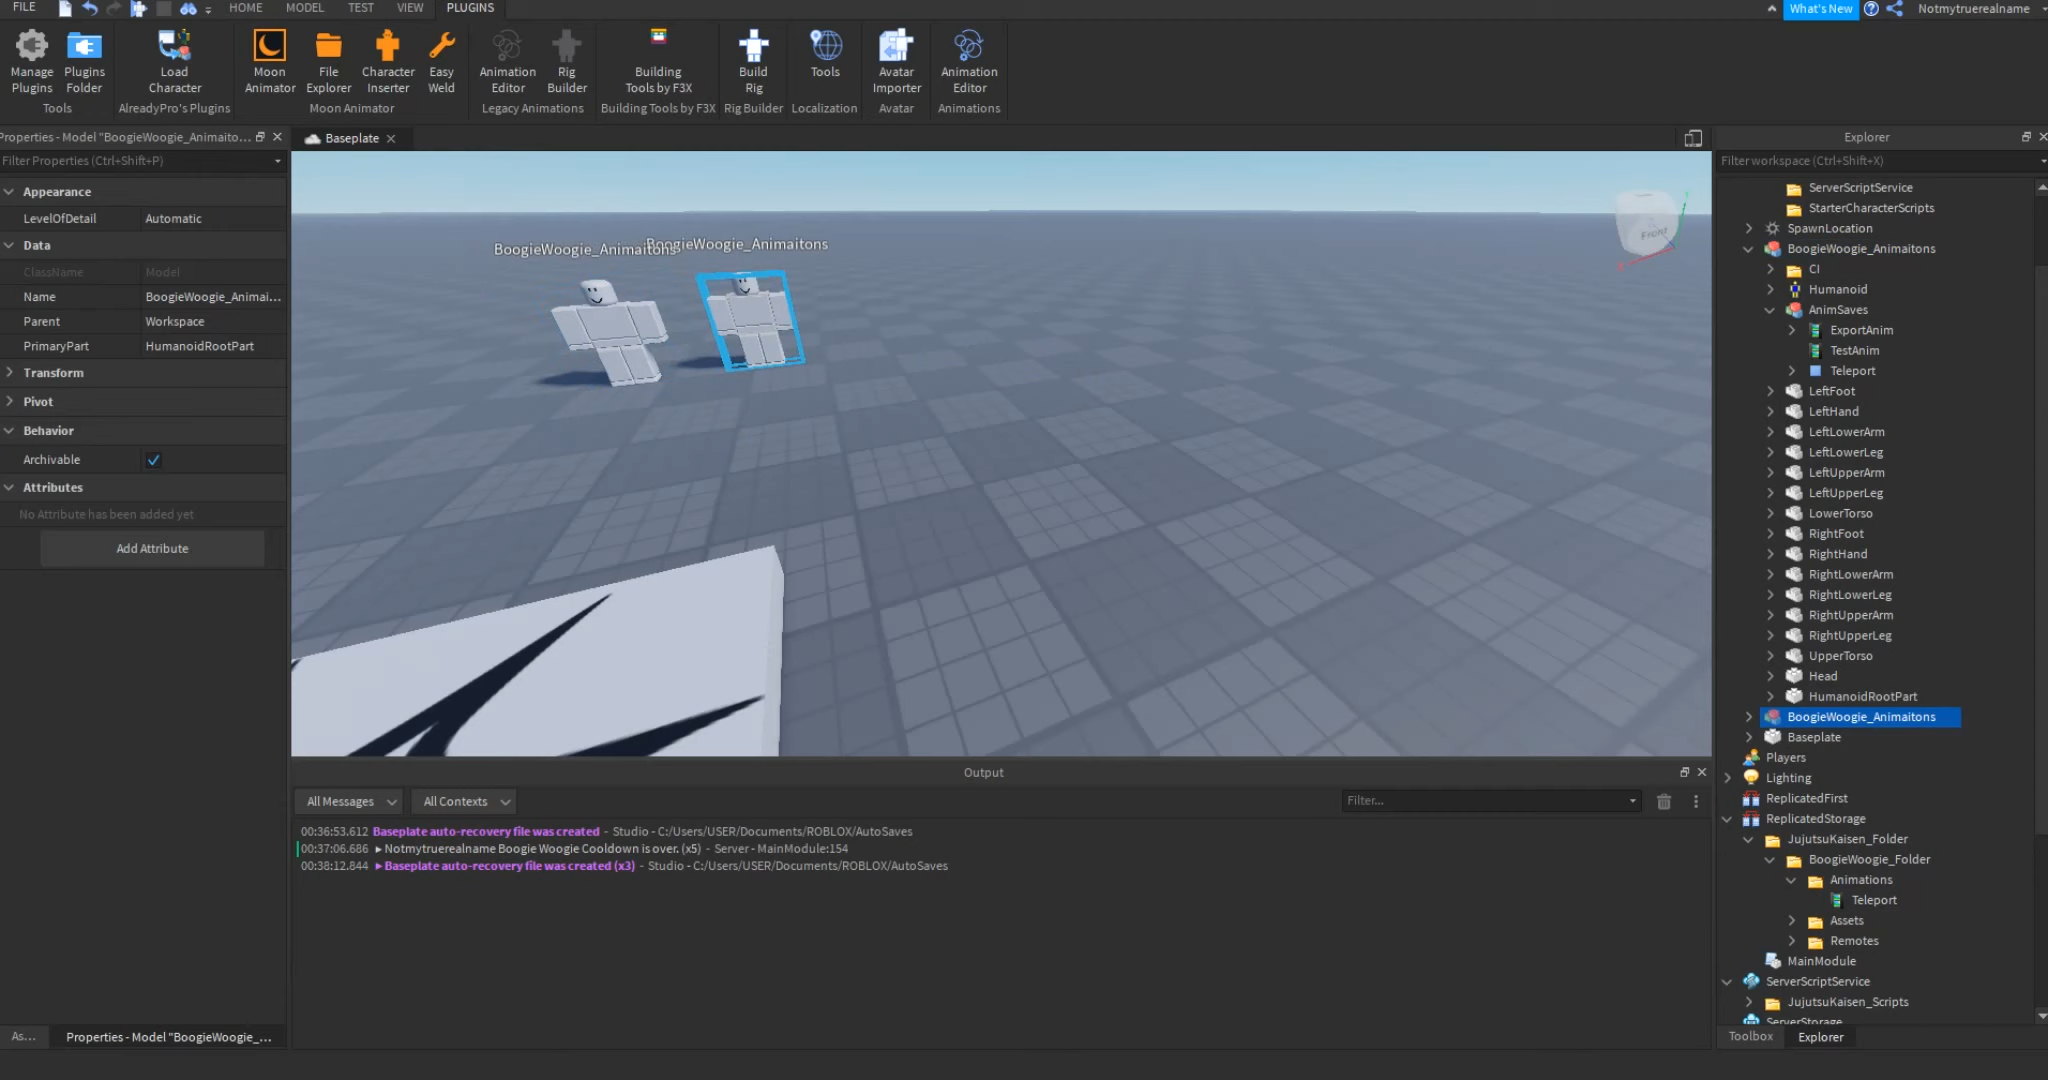 FILE
HOME
MODEL
TEST
VIEW
PLUGINS
What's New
Notmytruerealname
Manage
Plugins
Plugins
Folder
Tools
Load
Character
AlreadyPro's Plugins
Moon
Animator
File
Explorer
Character
Inserter
Easy
Weld
Moon Animator
Animation
Editor
Rig
Builder
Legacy Animations
Building
Tools by F3X
Building Tools by F3X
Build
Rig
Rig Builder
Tools
Localization
Avatar
Importer
Avatar
Animation
Editor
Animations
Properties - Model "BoogieWoogie_Animaito...
Filter Properties (Ctrl+Shift+P)
Appearance
LevelOfDetail Automatic
Data
ClassName Model
Name BoogieWoogie_Animai...
Parent Workspace
PrimaryPart HumanoidRootPart
Transform
Pivot
Behavior
Archivable
Attributes
No Attribute has been added yet
Add Attribute
As...
Properties - Model "BoogieWoogie_...
Baseplate
BoogieWoogie_Animaitons
BoogieWoogie_Animaitons
Front
Output
All Messages
All Contexts
Filter...
00:36:53.612 Baseplate auto-recovery file was created - Studio - C:/Users/USER/Documents/ROBLOX/AutoSaves
00:37:06.686 Notmytruerealname Boogie Woogie Cooldown is over. (x5) - Server - MainModule:154
00:38:12.844 Baseplate auto-recovery file was created (x3) - Studio - C:/Users/USER/Documents/ROBLOX/AutoSaves
Explorer
Filter workspace (Ctrl+Shift+X)
ServerScriptService
StarterCharacterScripts
SpawnLocation
BoogieWoogie_Animaitons
CI
Humanoid
AnimSaves
ExportAnim
TestAnim
Teleport
LeftFoot
LeftHand
LeftLowerArm
LeftLowerLeg
LeftUpperArm
LeftUpperLeg
LowerTorso
RightFoot
RightHand
RightLowerArm
RightLowerLeg
RightUpperArm
RightUpperLeg
UpperTorso
Head
HumanoidRootPart
BoogieWoogie_Animaitons
Baseplate
Players
Lighting
ReplicatedFirst
ReplicatedStorage
JujutsuKaisen_Folder
BoogieWoogie_Folder
Animations
Teleport
Assets
Remotes
MainModule
ServerScriptService
JujutsuKaisen_Scripts
ServerStorage
Toolbox
Explorer